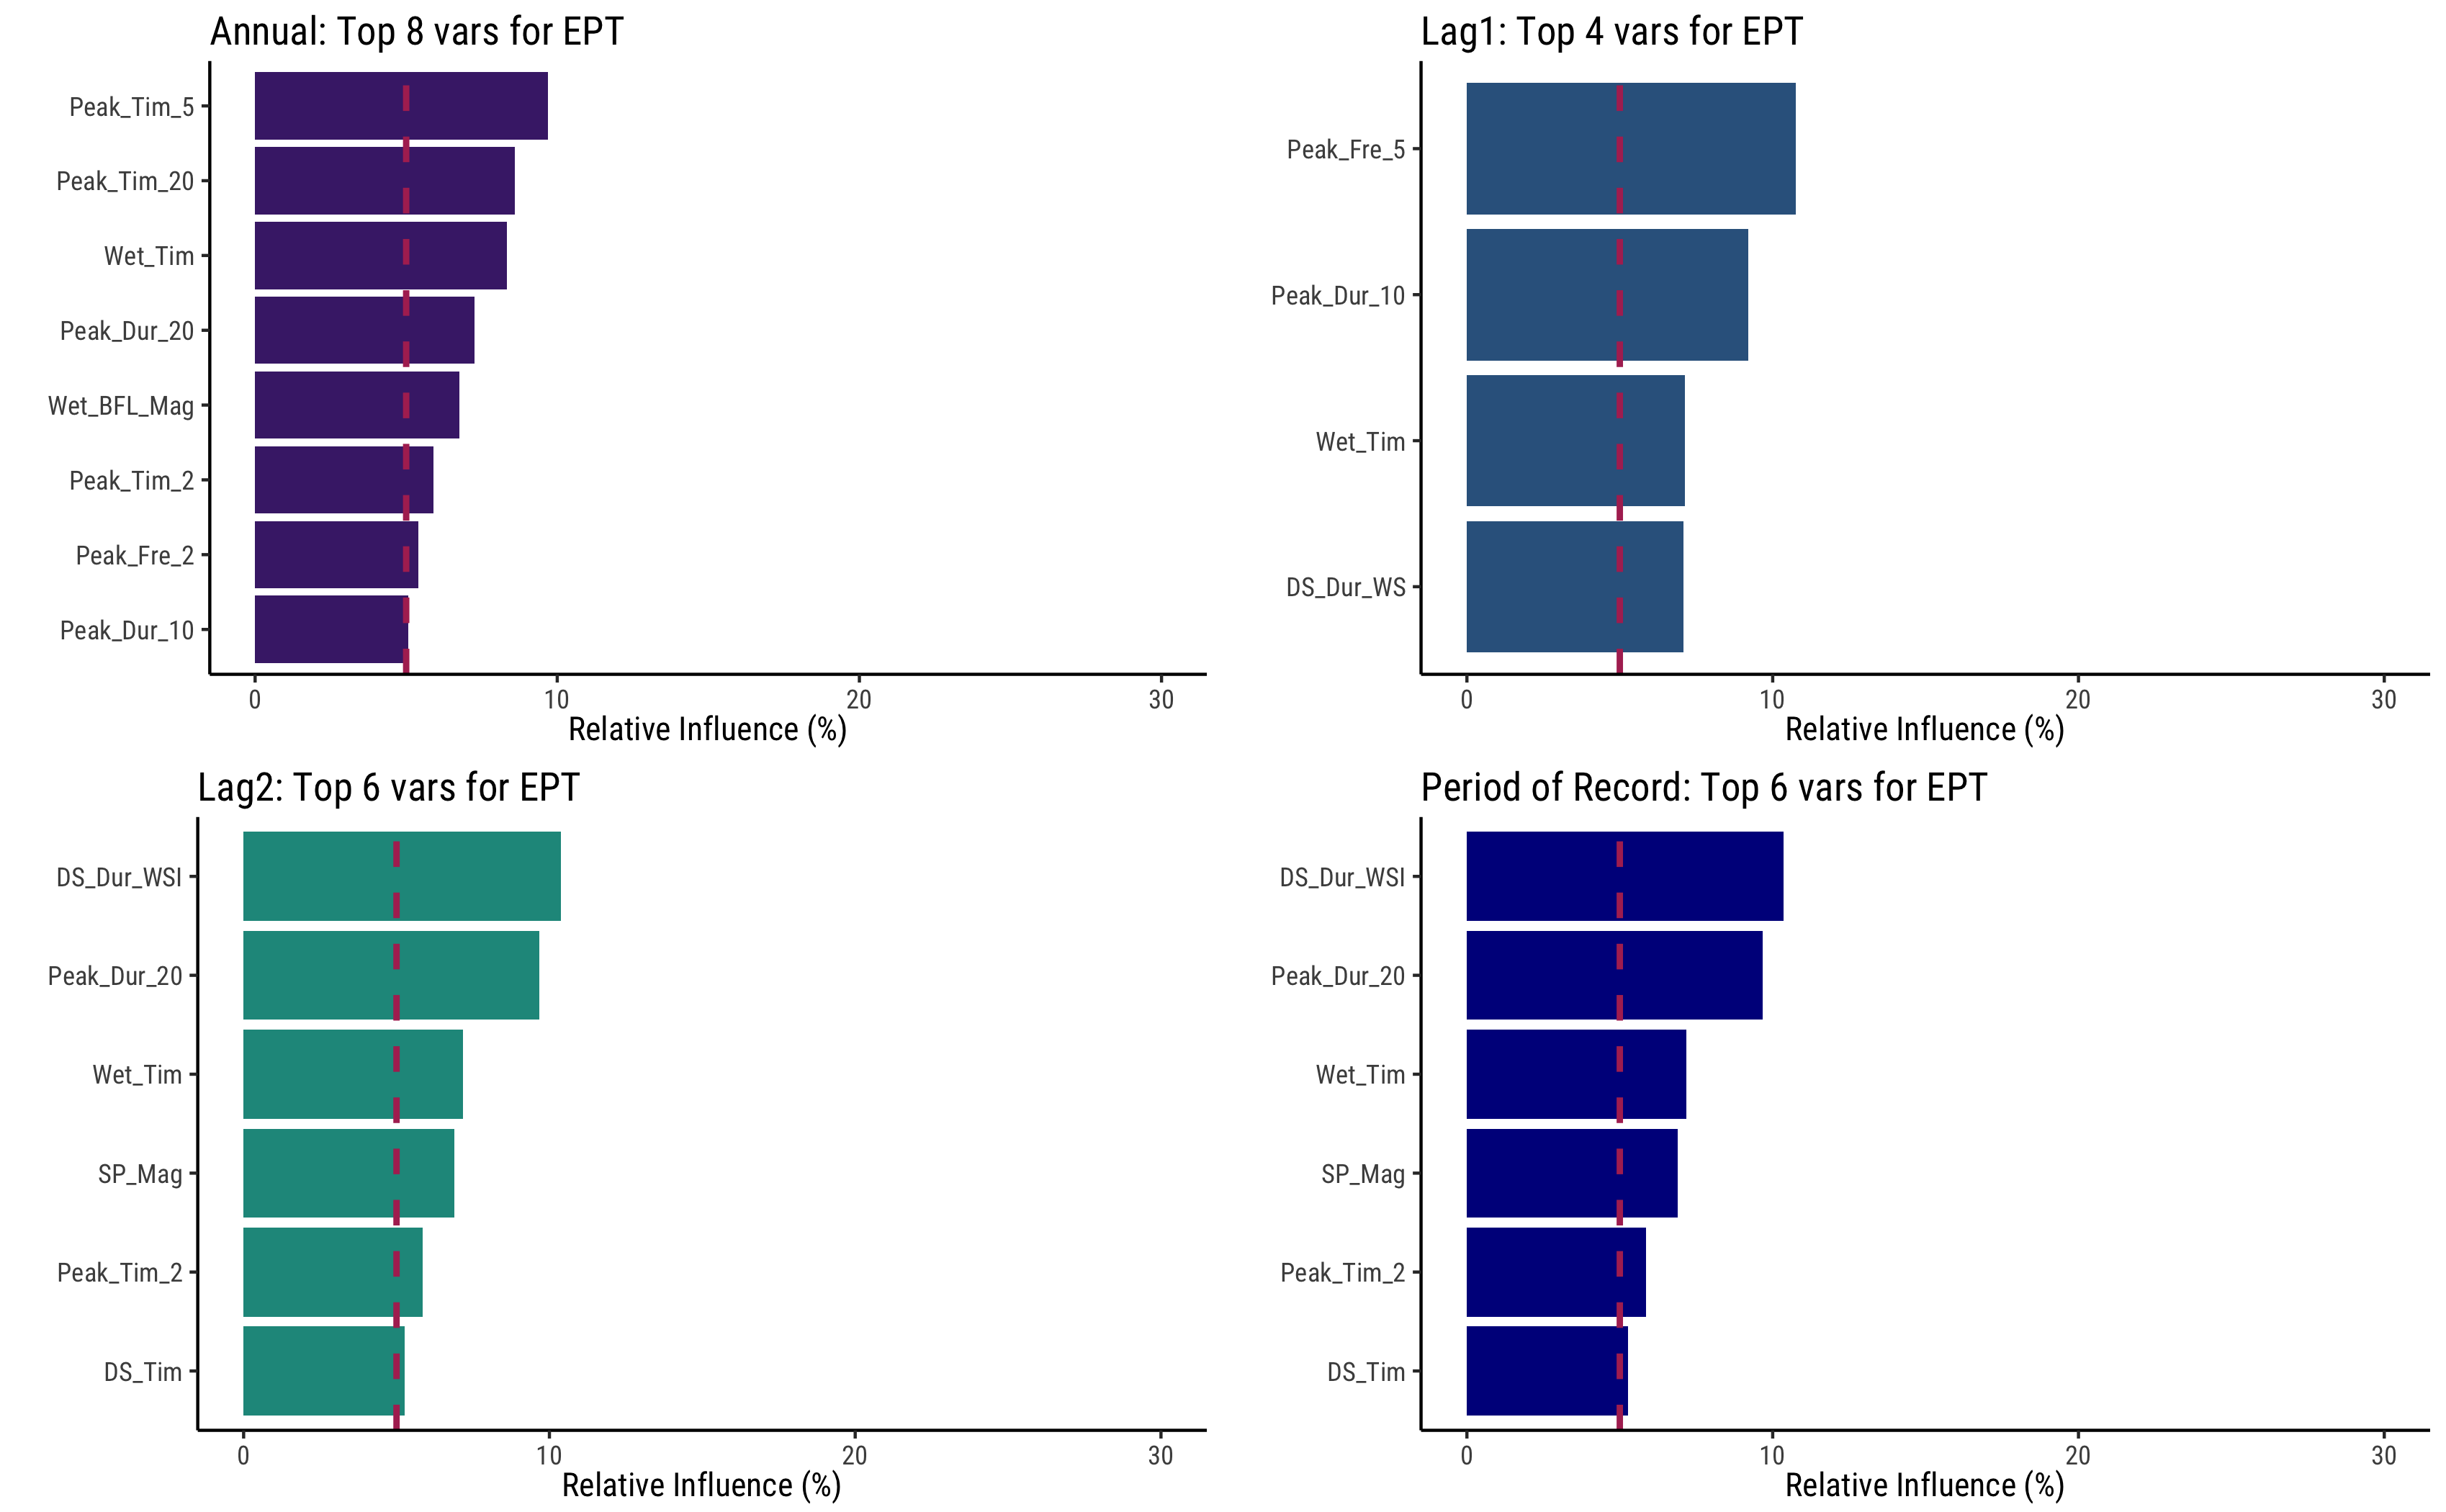 Annual: Top 8 vars for EPT
Peak_Tim_5
Peak_Tim_20
Wet_Tim
Peak_Dur_20
Wet_BFL_Mag
Peak_Tim_2
Peak_Fre_2
Peak_Dur_10
0 10 20 30
Relative Influence (%)
Lag1: Top 4 vars for EPT
Peak_Fre_5
Peak_Dur_10
Wet_Tim
DS_Dur_WS
0 10 20 30
Relative Influence (%)
Lag2: Top 6 vars for EPT
DS_Dur_WSI
Peak_Dur_20
Wet_Tim
SP_Mag
Peak_Tim_2
DS_Tim
0 10 20 30
Relative Influence (%)
Period of Record: Top 6 vars for EPT
DS_Dur_WSI
Peak_Dur_20
Wet_Tim
SP_Mag
Peak_Tim_2
DS_Tim
0 10 20 30
Relative Influence (%)